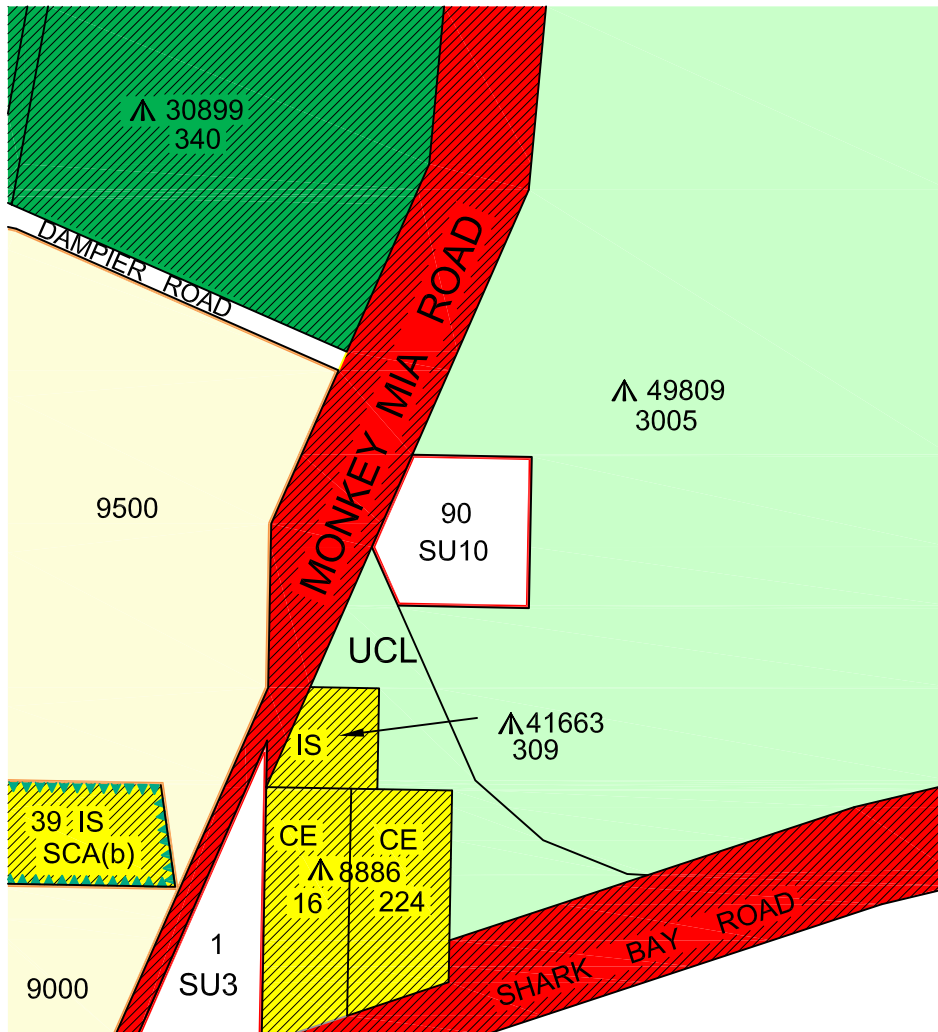 30899
340
DAMPIER ROAD
MONKEY MIA ROAD
49809
3005
9500
90
SU10
UCL
41663
309
IS
39 IS
SCA(b)
CE
CE
8886
16
224
1
SU3
9000
SHARK BAY ROAD